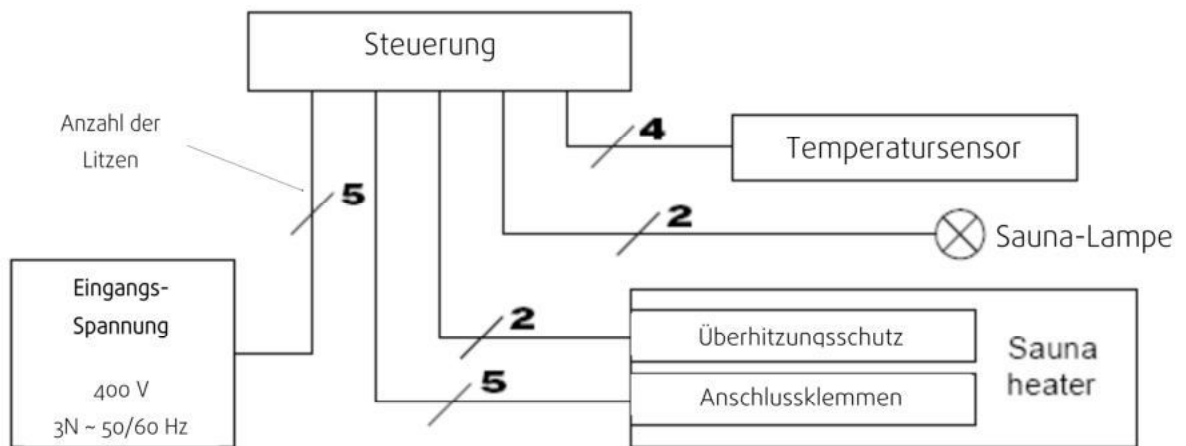 Steuerung
Anzahl der
Litzen
4
Temperatursensor
5
2
Sauna-Lampe
Eingangs-
Spannung
400 V
3N ~ 50/60 Hz
2
Überhitzungsschutz
5
Anschlussklemmen
Sauna
heater